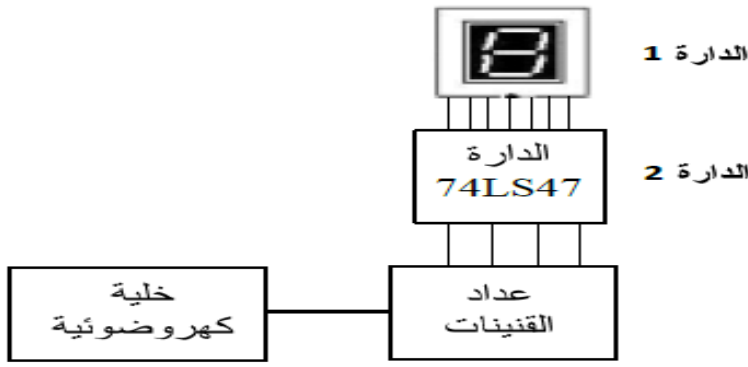 الدارة 1
الدارة
74LS47
الدارة 2
عداد
القنينات
خلية
كهروضوئية